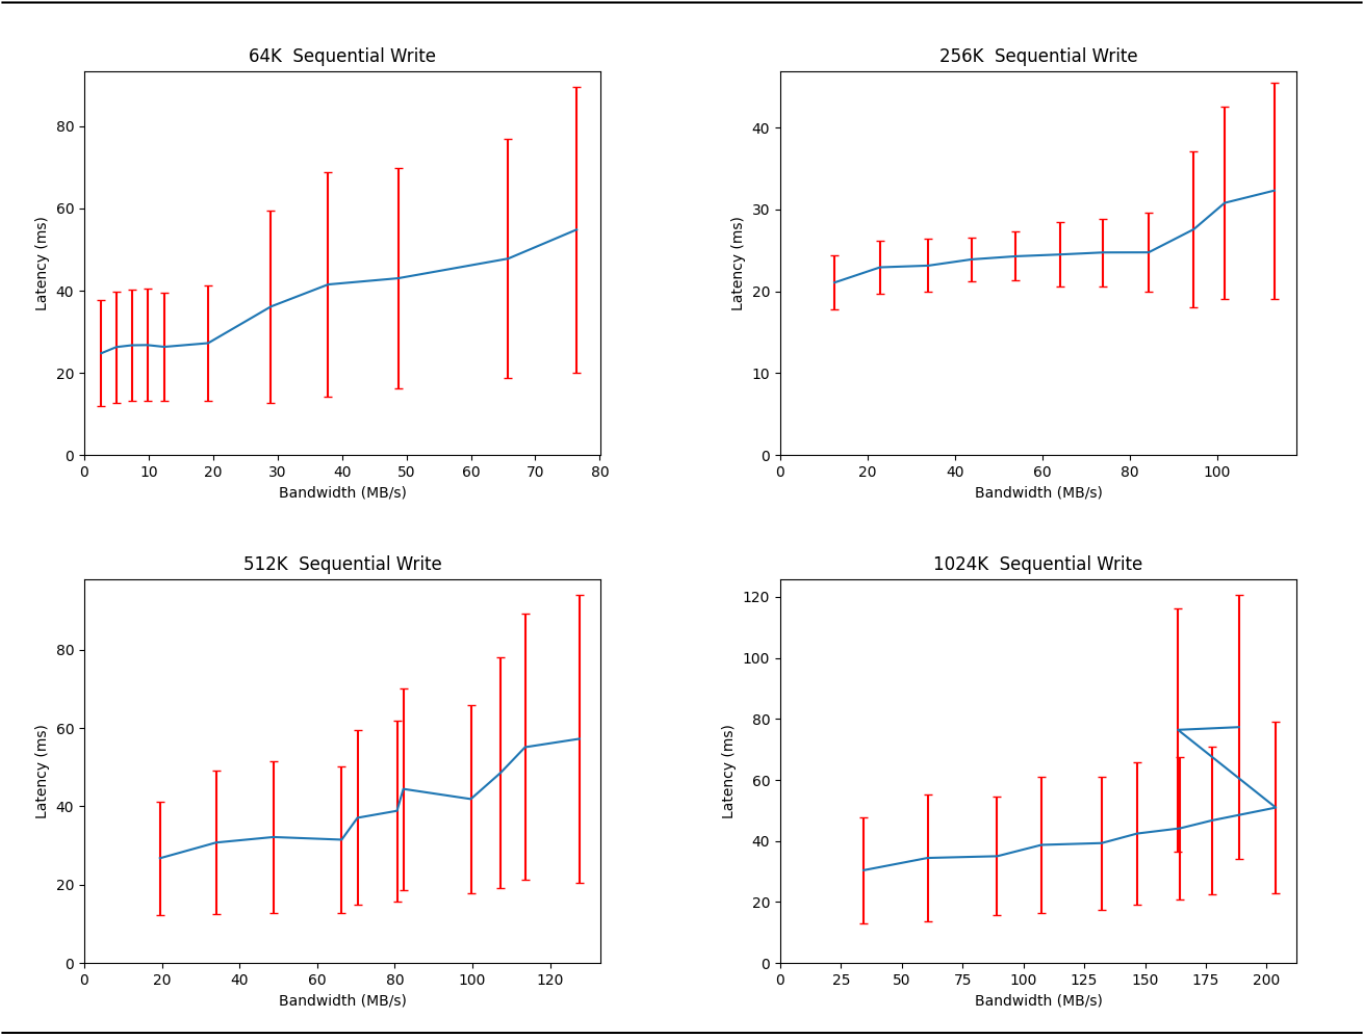 64K  Sequential Write
80
60
40
20
0
Latency (ms)
0 10 20 30 40 50 60 70 80
Bandwidth (MB/s)
256K  Sequential Write
40
30
20
10
0
Latency (ms)
0 20 40 60 80 100
Bandwidth (MB/s)
512K  Sequential Write
80
60
40
20
0
Latency (ms)
0 20 40 60 80 100 120
Bandwidth (MB/s)
1024K  Sequential Write
120
100
80
60
40
20
0
Latency (ms)
0 25 50 75 100 125 150 175 200
Bandwidth (MB/s)